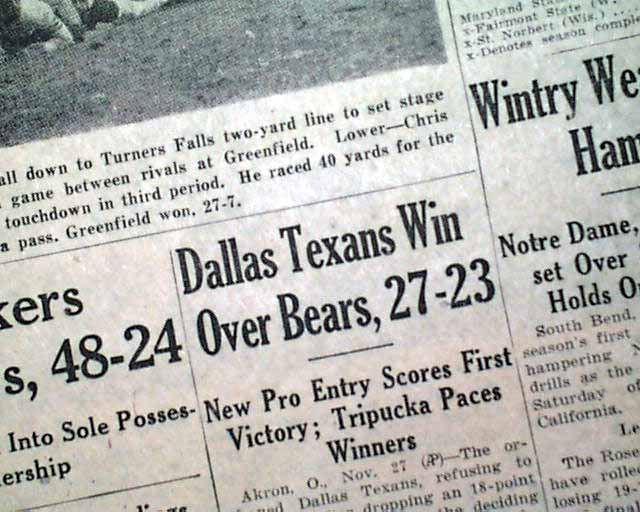 all down to Turners Falls two-yard line to set stage
game between rivals at Greenfield. Lower—Chris
touchdown in third period. He raced 40 yards for the
a pass. Greenfield won, 27-7.
kers
s, 48-24
Into Sole Posses-
ership
Dallas Texans Win
Over Bears, 27-23
New Pro Entry Scores First
Victory; Tripucka Paces
Winners
Akron, O., Nov. 27 (AP)—The or-
Dallas Texans, refusing to
dropping an 18-point
deciding
Maryland
x-Fairmont State (W.
x-St. Norbert (Wis.)
x-Denotes season
Wintry We
Ham
Notre Dame,
set Over
Holds O
South Bend,
season's first
hampering
drills as the
Saturday of
California.
Le
The Rose
have rolle
losing 19-